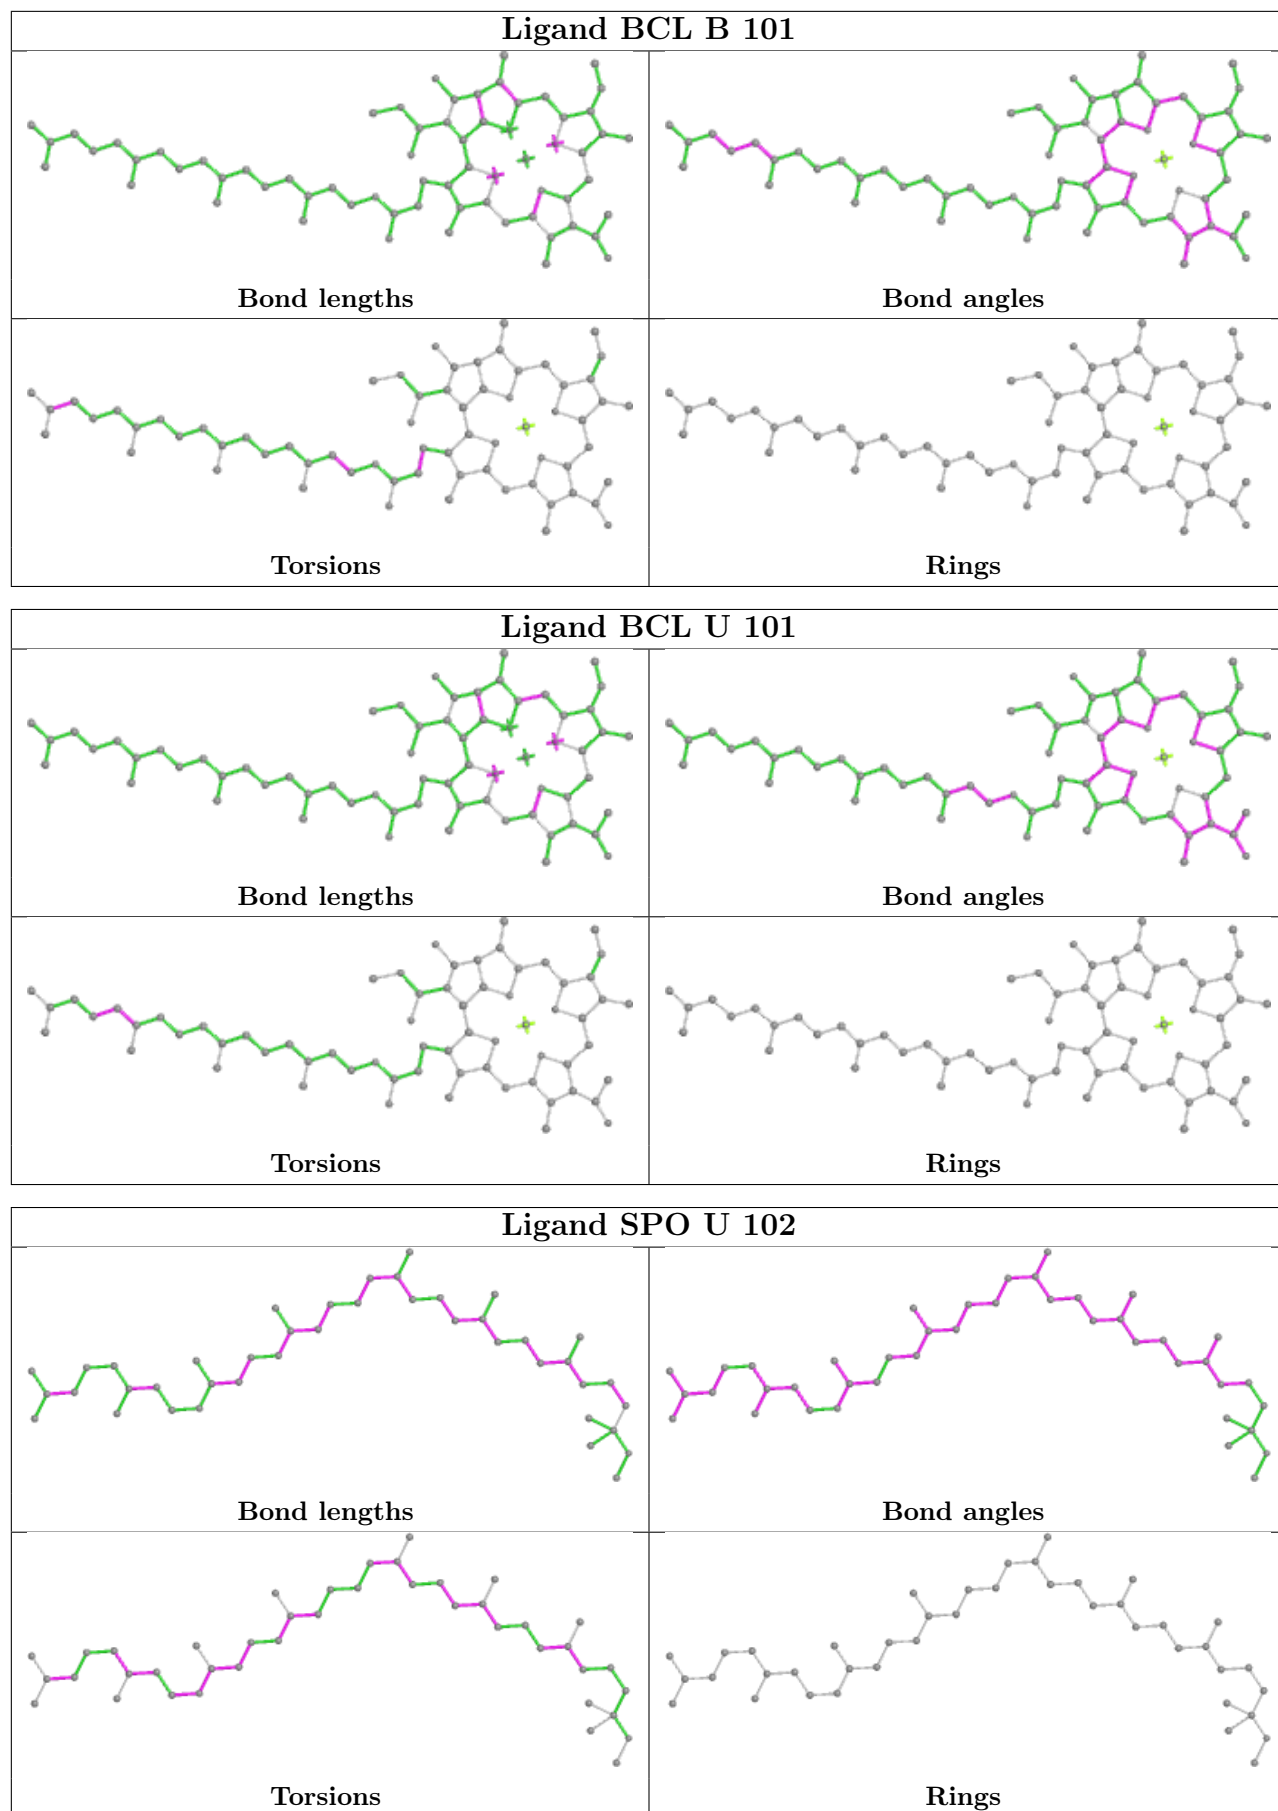 Ligand BCL B 101
Bond lengths
Bond angles
Torsions
Rings
Ligand BCL U 101
Bond lengths
Bond angles
Torsions
Rings
Ligand SPO U 102
Bond lengths
Bond angles
Torsions
Rings